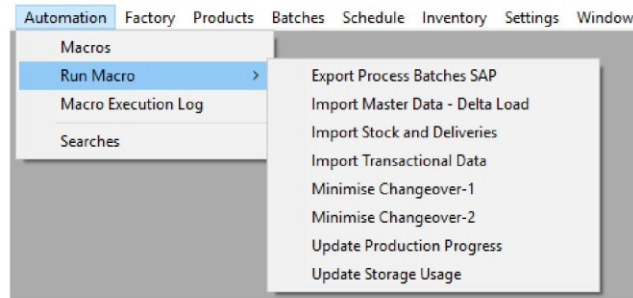 Automation Factory Products Batches Schedule Inventory Settings Window
Macros
Run Macro >
Macro Execution Log
Searches
Export Process Batches SAP
Import Master Data - Delta Load
Import Stock and Deliveries
Import Transactional Data
Minimise Changeover-1
Minimise Changeover-2
Update Production Progress
Update Storage Usage